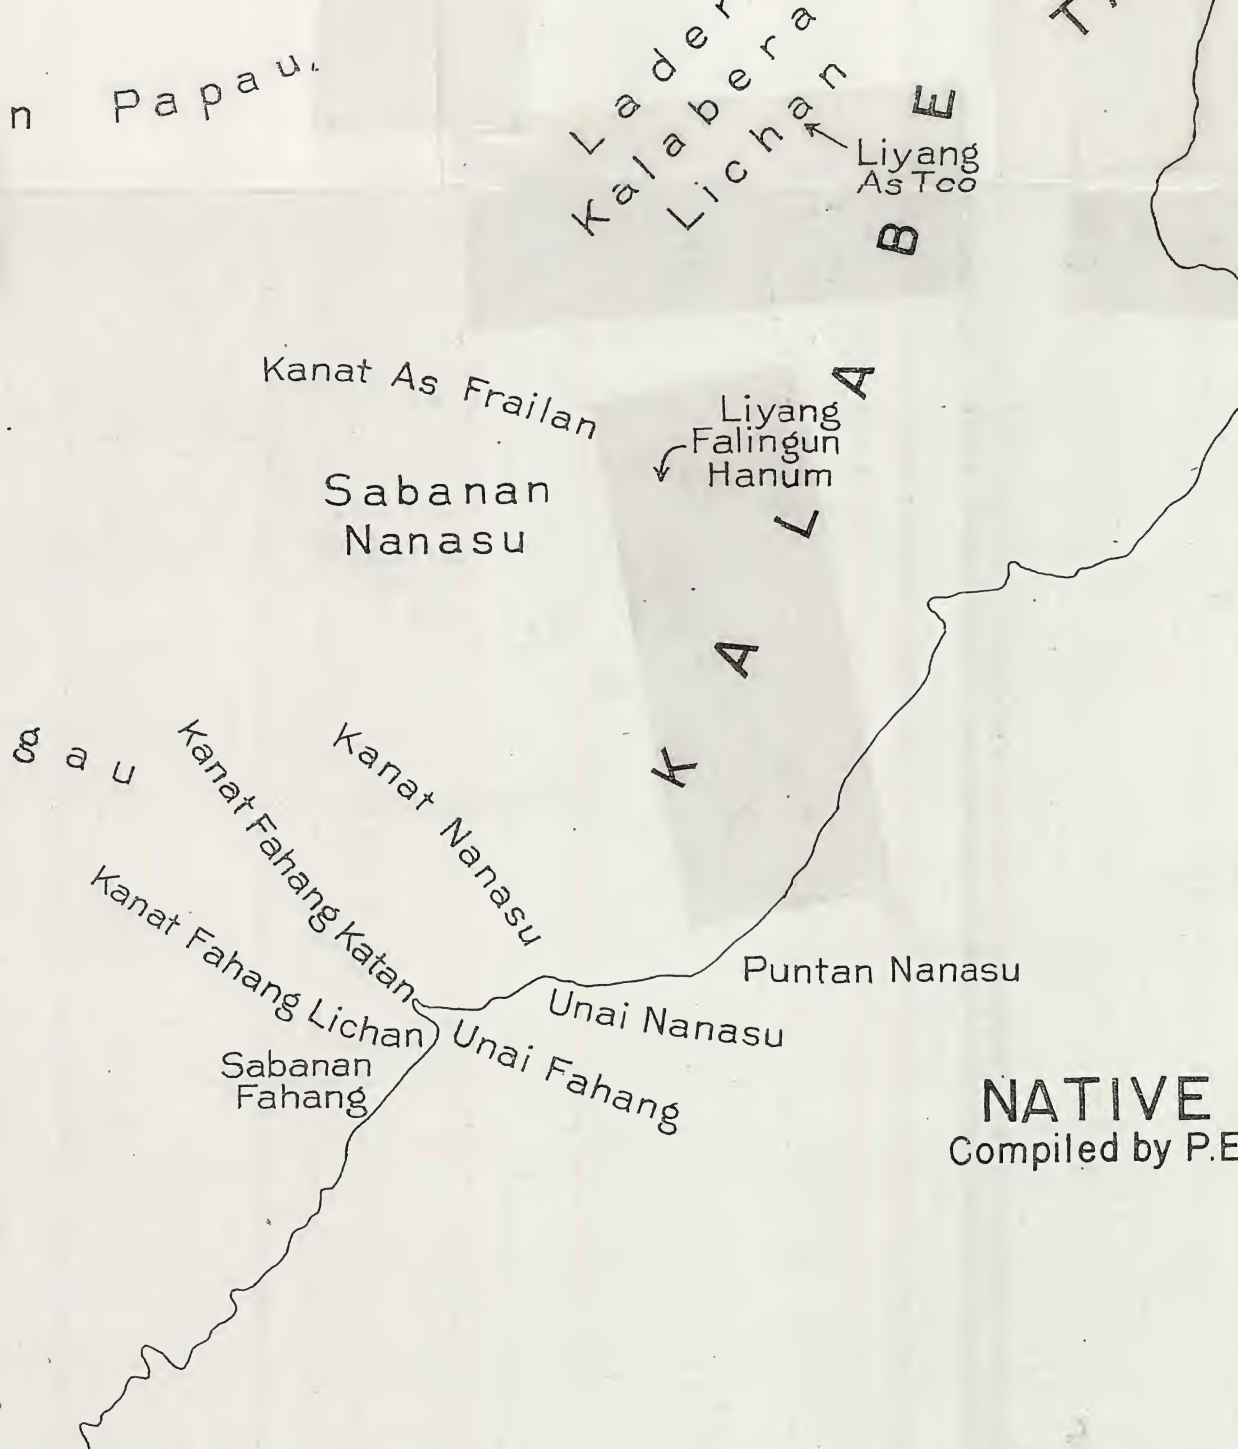 n Papau.
Lader
Kalabera
Lichan
Liyang
As Teo
KALABE
T
Kanat As Frailan
Liyang
Falingun
Hanum
Sabanan
Nanasu
gau
Kanat Fahang Katan
Kanat Nanasu
Kanat Fahang Lichan
Puntan Nanasu
Unai Nanasu
Unai Fahang
Sabanan
Fahang
NATIVE
Compiled by P.E